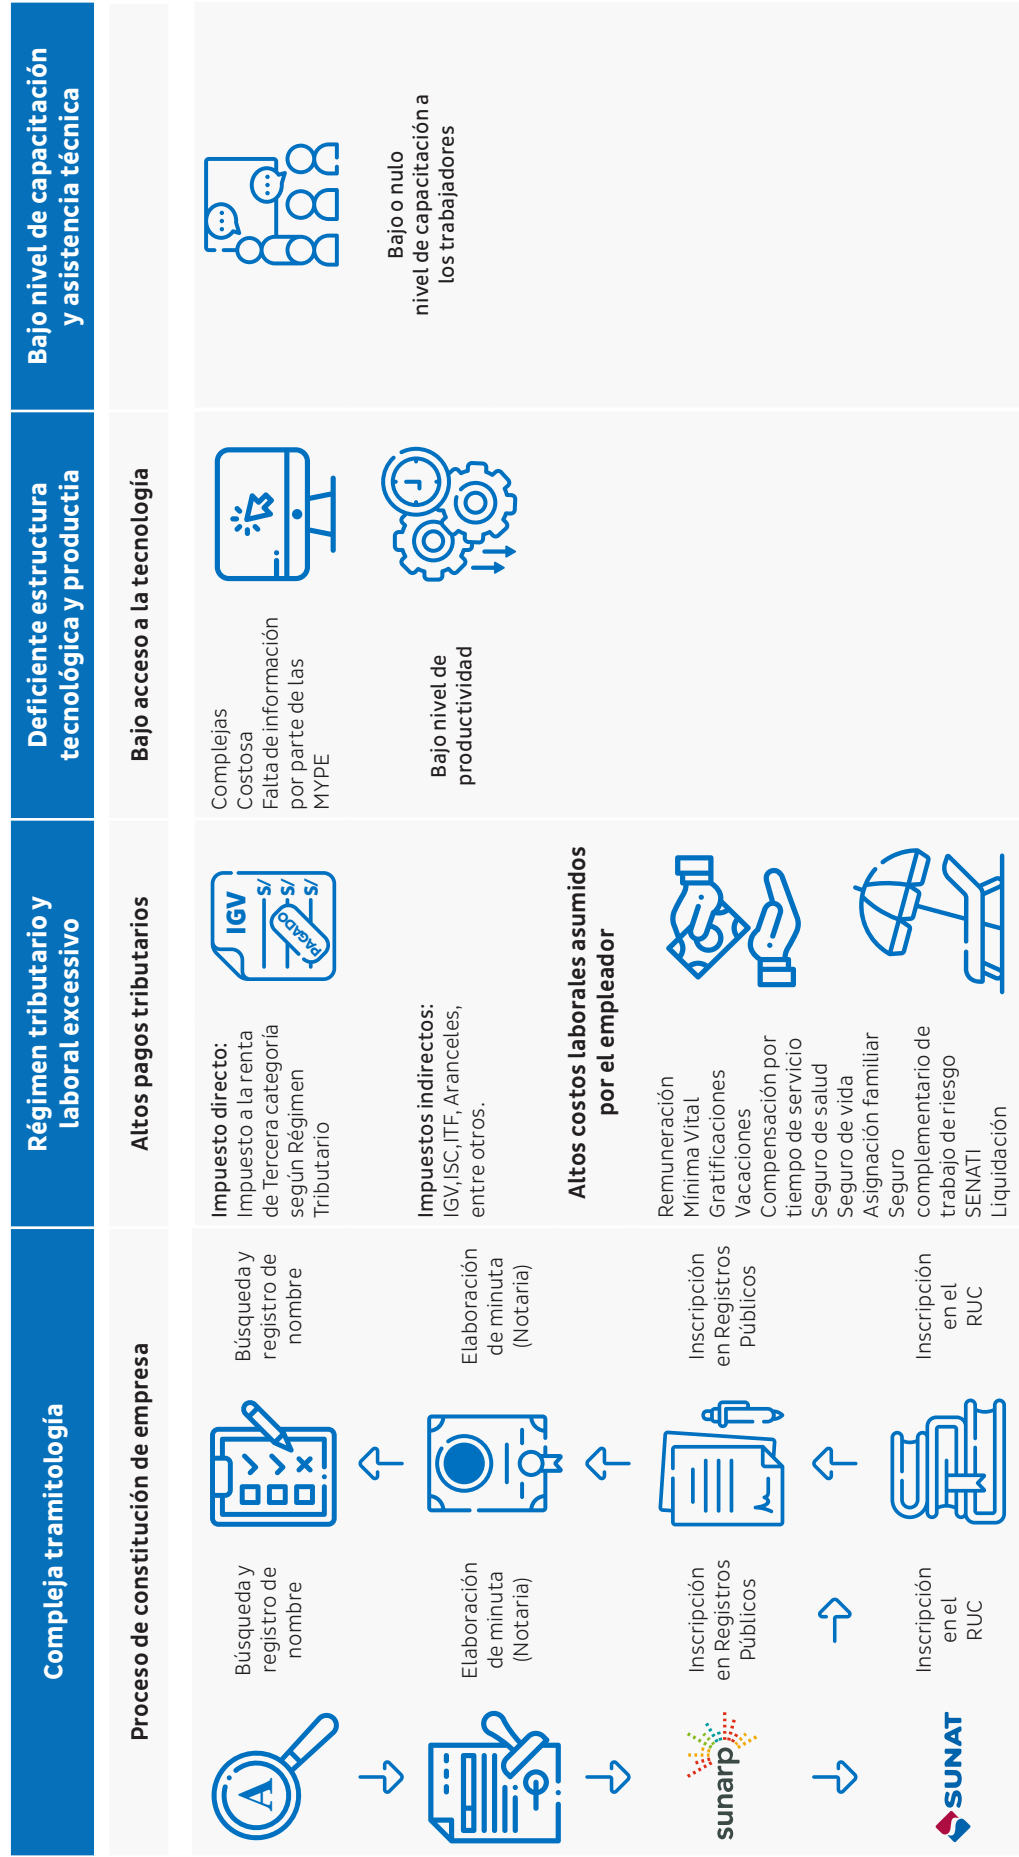 Compleja tramitología
Proceso de constitución de empresa
A
Búsqueda y
registro de
nombre
Elaboración
de minuta
(Notaria)
sunarp
Inscripción
en Registros
Públicos
SUNAT
Inscripción
en el
RUC
Búsqueda y
registro de
nombre
Elaboración
de minuta
(Notaria)
Inscripción
en Registros
Públicos
Inscripción
en el
RUC
Régimen tributario y
laboral excessivo
Altos pagos tributarios
Impuesto directo:
Impuesto a la renta
de Tercera categoría
según Régimen
Tributario
IGV
S/
S/
S/
PAGADO
Impuestos indirectos:
IGV,ISC,ITF, Aranceles,
entre otros.
Altos costos laborales asumidos
por el empleador
Remuneración
Mínima Vital
Gratificaciones
Vacaciones
Compensación por
tiempo de servicio
Seguro de salud
Seguro de vida
Asignación familiar
Seguro
complementario de
trabajo de riesgo
SENATI
Liquidación
Deficiente estructura
tecnológica y productia
Bajo acceso a la tecnología
Complejas
Costosa
Falta de información
por parte de las
MYPE
Bajo nivel de
productividad
Bajo nivel de capacitación
y asistencia técnica
Bajo o nulo
nivel de capacitación a
los trabajadores